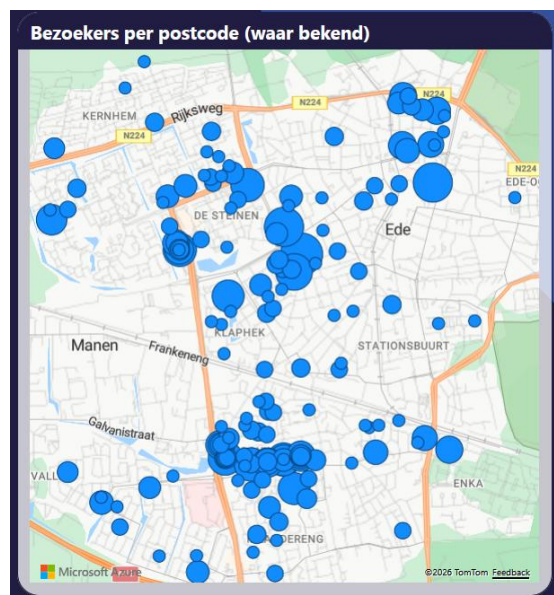 Bezoekers per postcode (waar bekend)
KERNHEM
Rijksweg
N224
N224
N224
N224
EDE-O
DE STEINEN
Ede
KLAPHEK
Manen
Frankeneng
STATIONSBUURT
Galvanistraat
VALL
ENKA
DERENG
Microsoft Azure
©2026 TomTom Feedback